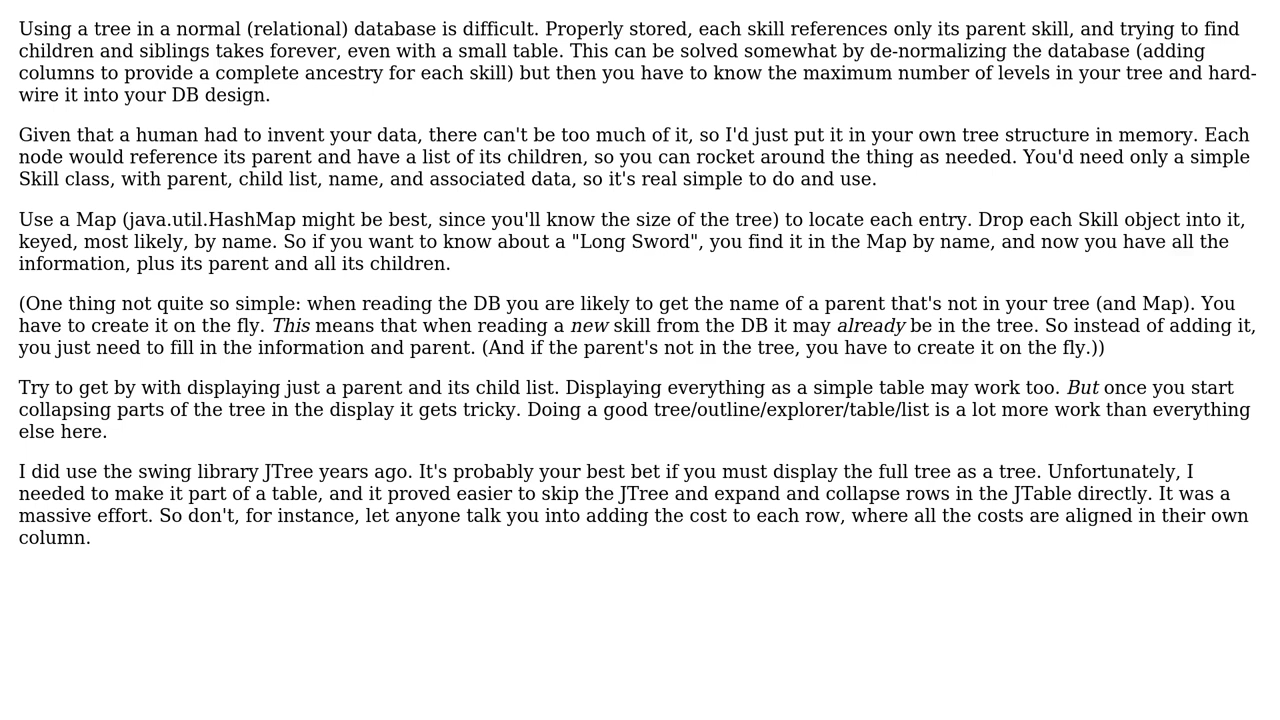 Using a tree in a normal (relational) database is difficult. Properly stored, each skill references only its parent skill, and trying to find
children and siblings takes forever, even with a small table. This can be solved somewhat by de-normalizing the database (adding
columns to provide a complete ancestry for each skill) but then you have to know the maximum number of levels in your tree and hard-
wire it into your DB design.
Given that a human had to invent your data, there can't be too much of it, so I'd just put it in your own tree structure in memory. Each
node would reference its parent and have a list of its children, so you can rocket around the thing as needed. You'd need only a simple
Skill class, with parent, child list, name, and associated data, so it's real simple to do and use.
Use a Map (java.util.HashMap might be best, since you'll know the size of the tree) to locate each entry. Drop each Skill object into it,
keyed, most likely, by name. So if you want to know about a "Long Sword", you find it in the Map by name, and now you have all the
information, plus its parent and all its children.
(One thing not quite so simple: when reading the DB you are likely to get the name of a parent that's not in your tree (and Map). You
have to create it on the fly. This means that when reading a new skill from the DB it may already be in the tree. So instead of adding it,
you just need to fill in the information and parent. (And if the parent's not in the tree, you have to create it on the fly.))
Try to get by with displaying just a parent and its child list. Displaying everything as a simple table may work too. But once you start
collapsing parts of the tree in the display it gets tricky. Doing a good tree/outline/explorer/table/list is a lot more work than everything
else here.
I did use the swing library JTree years ago. It's probably your best bet if you must display the full tree as a tree. Unfortunately, I
needed to make it part of a table, and it proved easier to skip the JTree and expand and collapse rows in the JTable directly. It was a
massive effort. So don't, for instance, let anyone talk you into adding the cost to each row, where all the costs are aligned in their own
column.